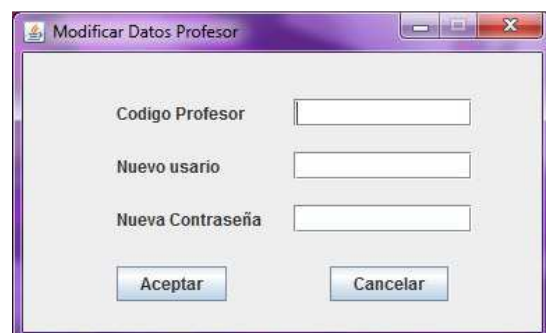 Modificar Datos Profesor
Codigo Profesor
Nuevo usario
Nueva Contraseña
Aceptar Cancelar